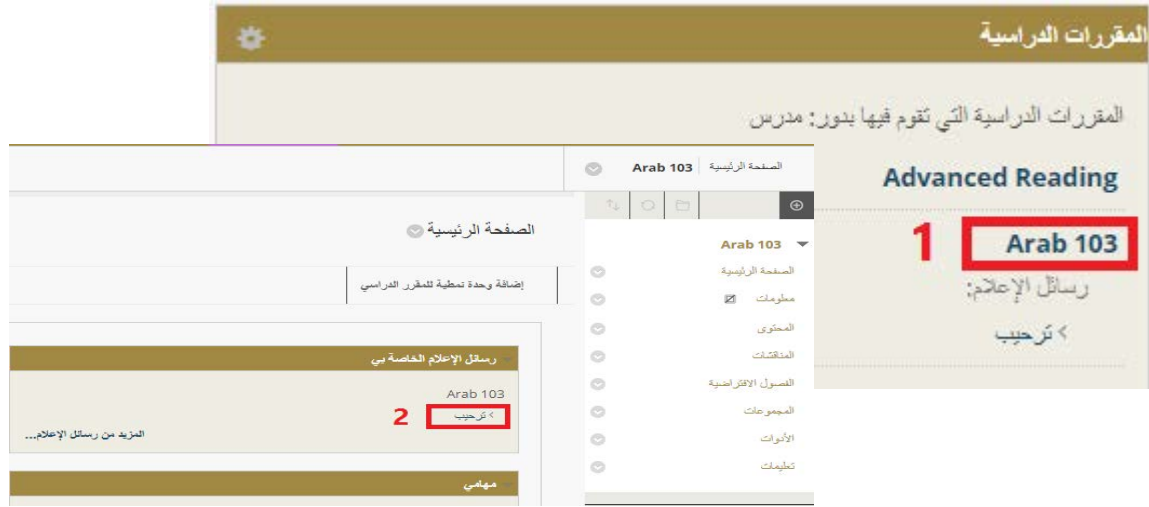 المقررات الدراسية
المقررات الدراسية التي تقوم فيها بدور: مدرس
Advanced Reading
1
Arab 103
رسائل الإعلام:
> ترحيب
الصفحة الرئيسية Arab 103
Arab 103
الصفحة الرئيسية
معلومات
المحتوى
المناقشات
الفصول الافتراضية
المجموعات
الأدوات
تعليمات
الصفحة الرئيسية
إضافة وحدة نمطية للمقرر الدراسي
رسائل الإعلام الخاصة بي
Arab 103
> ترحيب
2
المزيد من رسائل الإعلام...
مهامي